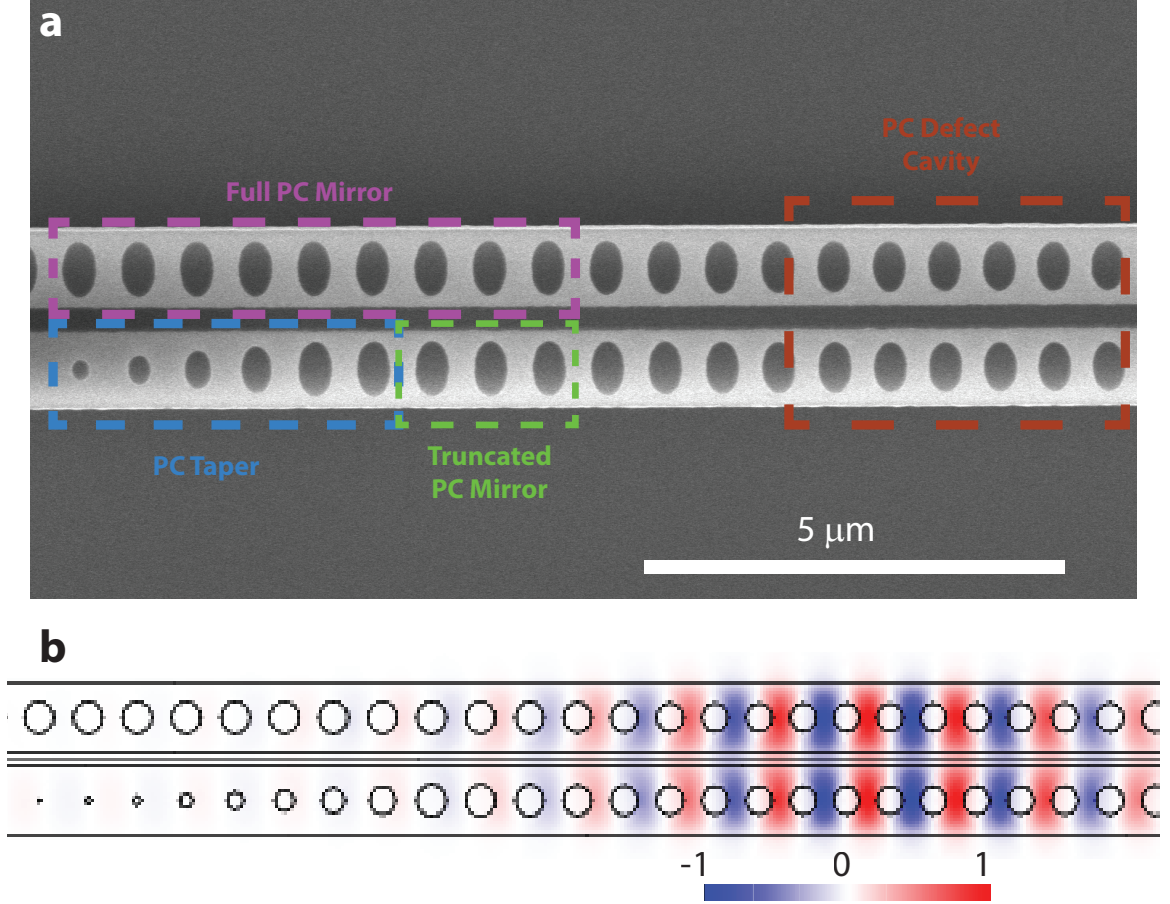 a
PC Defect
Cavity
Full PC Mirror
PC Taper
Truncated
PC Mirror
5 μm
b
-1 0 1